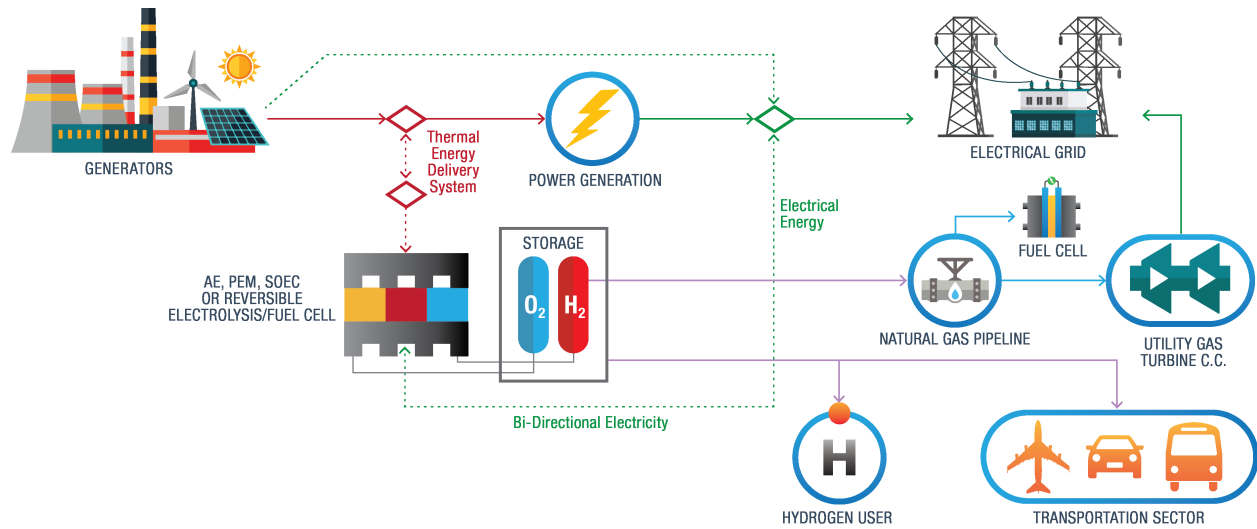 GENERATORS
Thermal
Energy
Delivery
System
POWER GENERATION
ELECTRICAL GRID
Electrical
Energy
FUEL CELL
STORAGE
AE, PEM, SOEC
OR REVERSIBLE
ELECTROLYSIS/FUEL CELL
O2
H2
NATURAL GAS PIPELINE
UTILITY GAS
TURBINE C.C.
Bi-Directional Electricity
H
HYDROGEN USER
TRANSPORTATION SECTOR